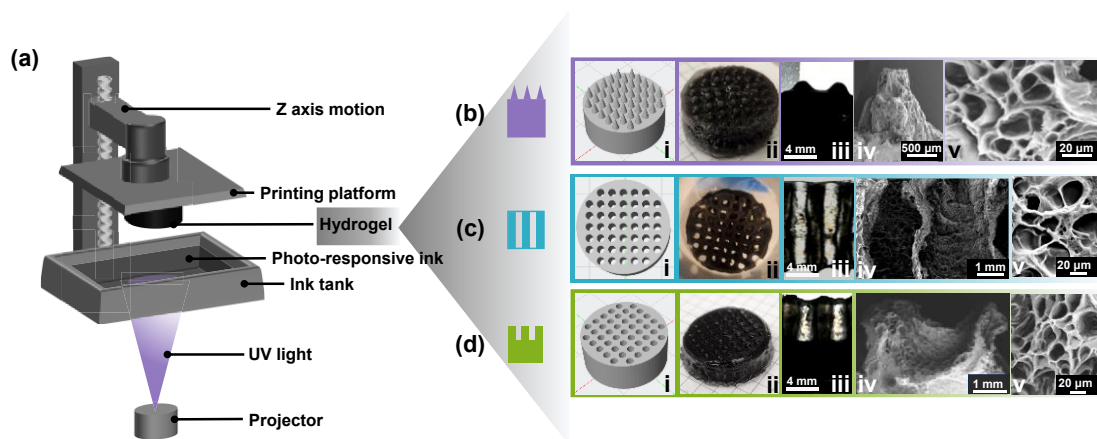 (a)
Z axis motion
Printing platform
Hydrogel
Photo-responsive ink
Ink tank
UV light
Projector
(b)
i
ii
4 mm
iii
iv
500 µm
v
20 µm
(c)
i
ii
4 mm
iii
iv
1 mm
v
20 µm
(d)
i
ii
4 mm
iii
iv
1 mm
v
20 µm